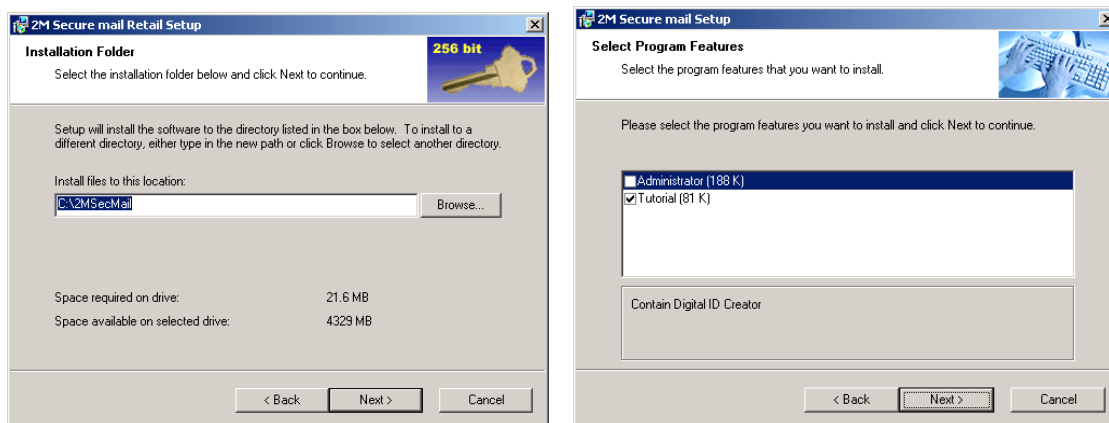 2M Secure mail Retail Setup
Installation Folder
Select the installation folder below and click Next to continue.
256 bit
Setup will install the software to the directory listed in the box below. To install to a
different directory, either type in the new path or click Browse to select another directory.
Install files to this location:
C:\2MSecMail
Browse...
Space required on drive: 21.6 MB
Space available on selected drive: 4329 MB
< Back Next > Cancel
2M Secure mail Setup
Select Program Features
Select the program features that you want to install.
Please select the program features you want to install and click Next to continue.
Administrator (188 K)
Tutorial (81 K)
Contain Digital ID Creator
< Back Next > Cancel